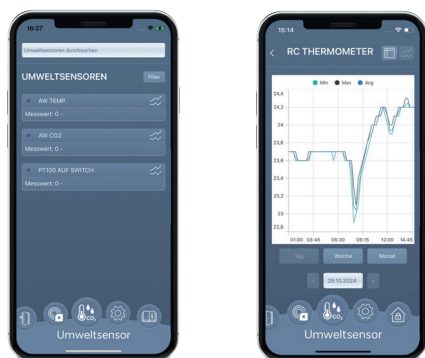 16:27
Umweltsensoren durchsuchen
UMWELTSENSOREN
Filter
AW TEMP.
Messwert: 0 -
AW CO2
Messwert: 0 -
PT100 AUF SWITCH
Messwert: 0 -
CO₂
Umweltsensor
15:14
RC THERMOMETER
Min Max Avg
24,4
24,2
24
23,8
23,6
23,4
23,2
23
22,8
01:00 03:45 06:30 09:15 12:00 14:45
Tag Woche Monat
29.10.2024
CO₂
Umweltsensor